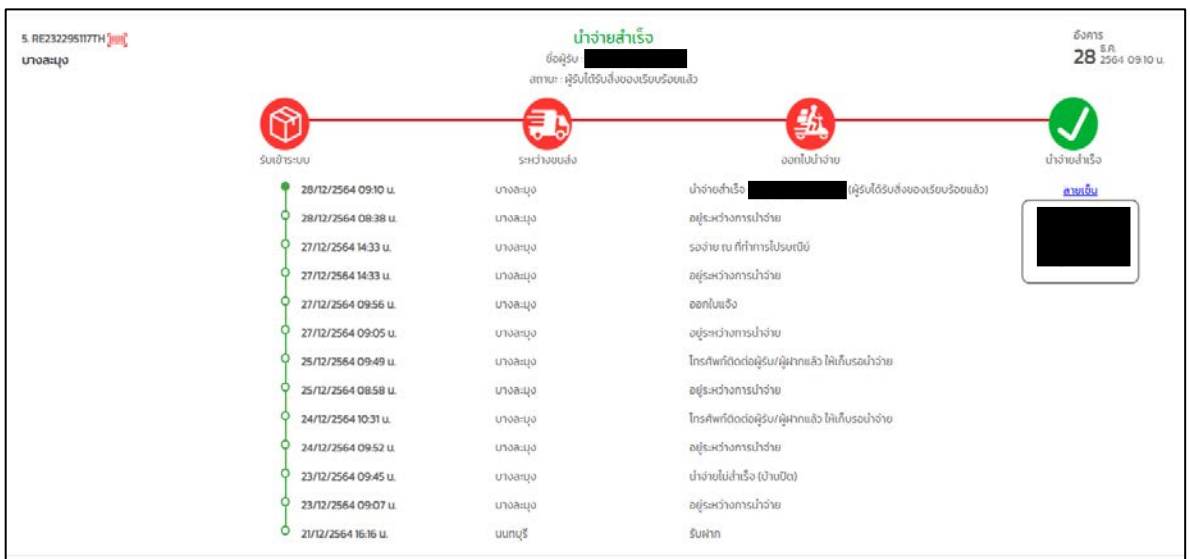 5. RE232295117TH
บางละมุง
นำจ่ายสำเร็จ
ชื่อผู้รับ :
สถานะ : ผู้รับได้รับสิ่งของเรียบร้อยแล้ว
อังคาร
28 ธ.ค. 2564 09:10 น.
รับเข้าระบบ ระหว่างขนส่ง ออกไปนำจ่าย นำจ่ายสำเร็จ
28/12/2564 09:10 น. บางละมุง นำจ่ายสำเร็จ (ผู้รับได้รับสิ่งของเรียบร้อยแล้ว) ลายเซ็น
28/12/2564 08:38 น. บางละมุง อยู่ระหว่างการนำจ่าย
27/12/2564 14:33 น. บางละมุง รอจ่าย ณ ที่ทำการไปรษณีย์
27/12/2564 14:33 น. บางละมุง อยู่ระหว่างการนำจ่าย
27/12/2564 09:56 น. บางละมุง ออกใบแจ้ง
27/12/2564 09:05 น. บางละมุง อยู่ระหว่างการนำจ่าย
25/12/2564 09:49 น. บางละมุง โทรศัพท์ติดต่อผู้รับ/ผู้ฝากแล้ว ให้เก็บรอนำจ่าย
25/12/2564 08:58 น. บางละมุง อยู่ระหว่างการนำจ่าย
24/12/2564 10:31 น. บางละมุง โทรศัพท์ติดต่อผู้รับ/ผู้ฝากแล้ว ให้เก็บรอนำจ่าย
24/12/2564 09:52 น. บางละมุง อยู่ระหว่างการนำจ่าย
23/12/2564 09:45 น. บางละมุง นำจ่ายไม่สำเร็จ (บ้านปิด)
23/12/2564 09:07 น. บางละมุง อยู่ระหว่างการนำจ่าย
21/12/2564 16:16 น. นนทบุรี รับฝาก